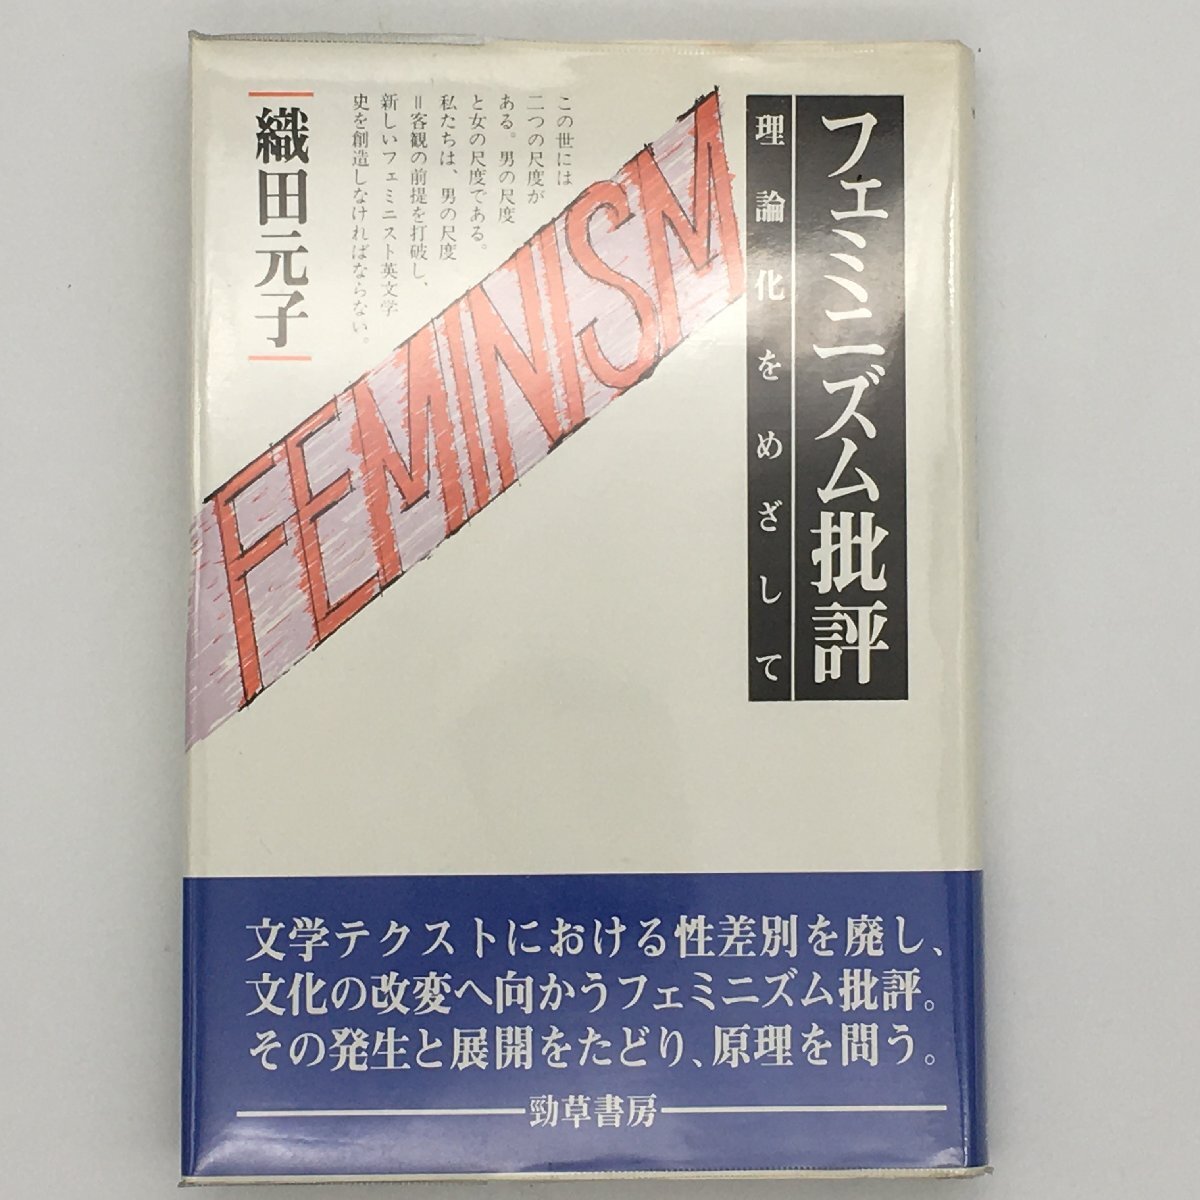 フェミニズム批評
理論化をめざして
この世には
二つの尺度が
ある。男の尺度
と女の尺度である。
私たちは、男の尺度
＝客観の前提を打破し、
新しいフェミニスト英文学
史を創造しなければならない。
織田元子
FEMINISM
文学テクストにおける性差別を廃し、
文化の改変へ向かうフェミニズム批評。
その発生と展開をたどり、原理を問う。
勁草書房